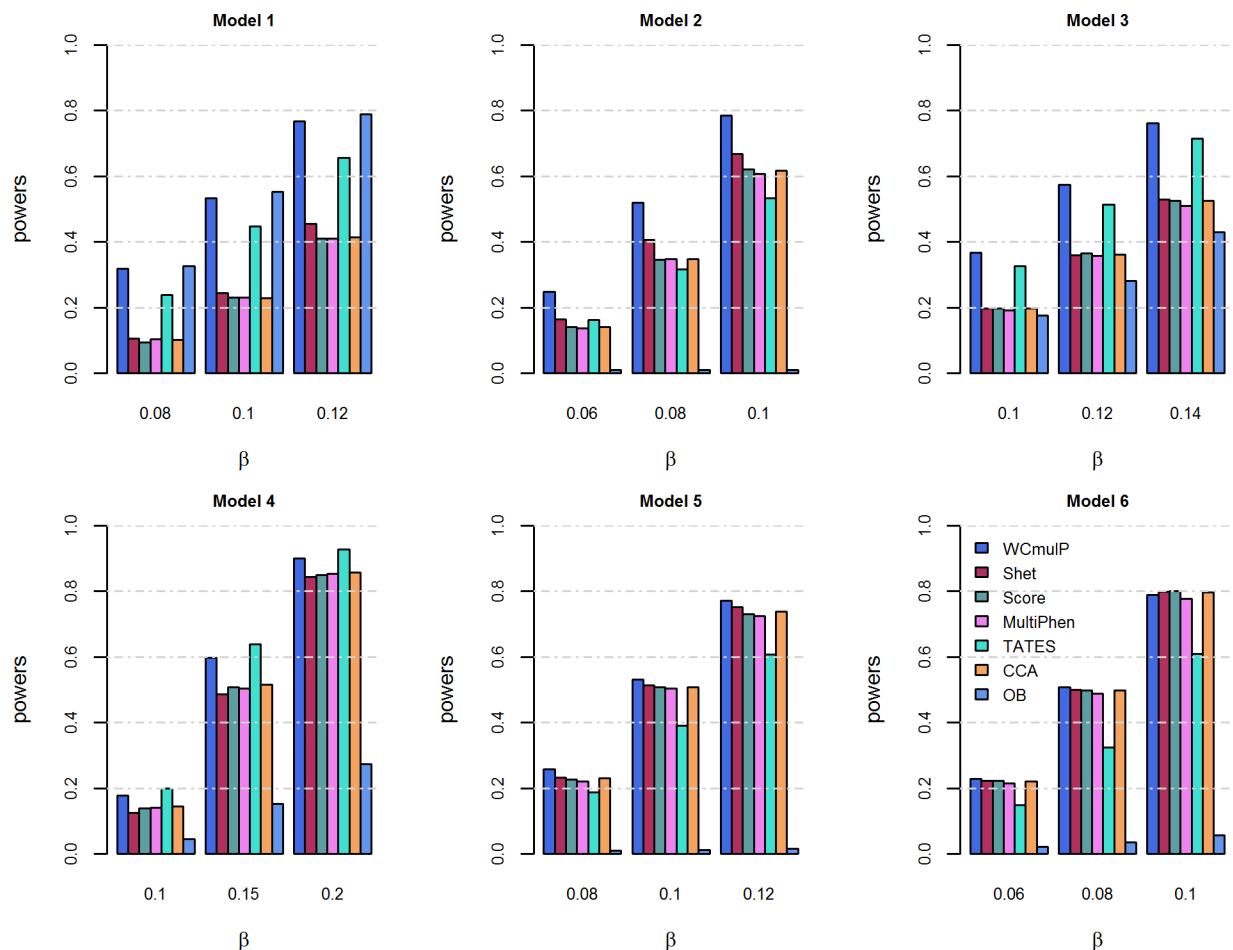 Model 1
powers
0.0 0.2 0.4 0.6 0.8 1.0
0.08 0.1 0.12
β
Model 2
powers
0.0 0.2 0.4 0.6 0.8 1.0
0.06 0.08 0.1
β
Model 3
powers
0.0 0.2 0.4 0.6 0.8 1.0
0.1 0.12 0.14
β
Model 4
powers
0.0 0.2 0.4 0.6 0.8 1.0
0.1 0.15 0.2
β
Model 5
powers
0.0 0.2 0.4 0.6 0.8 1.0
0.08 0.1 0.12
β
Model 6
powers
0.0 0.2 0.4 0.6 0.8 1.0
WCmulP
Shet
Score
MultiPhen
TATES
CCA
OB
0.06 0.08 0.1
β